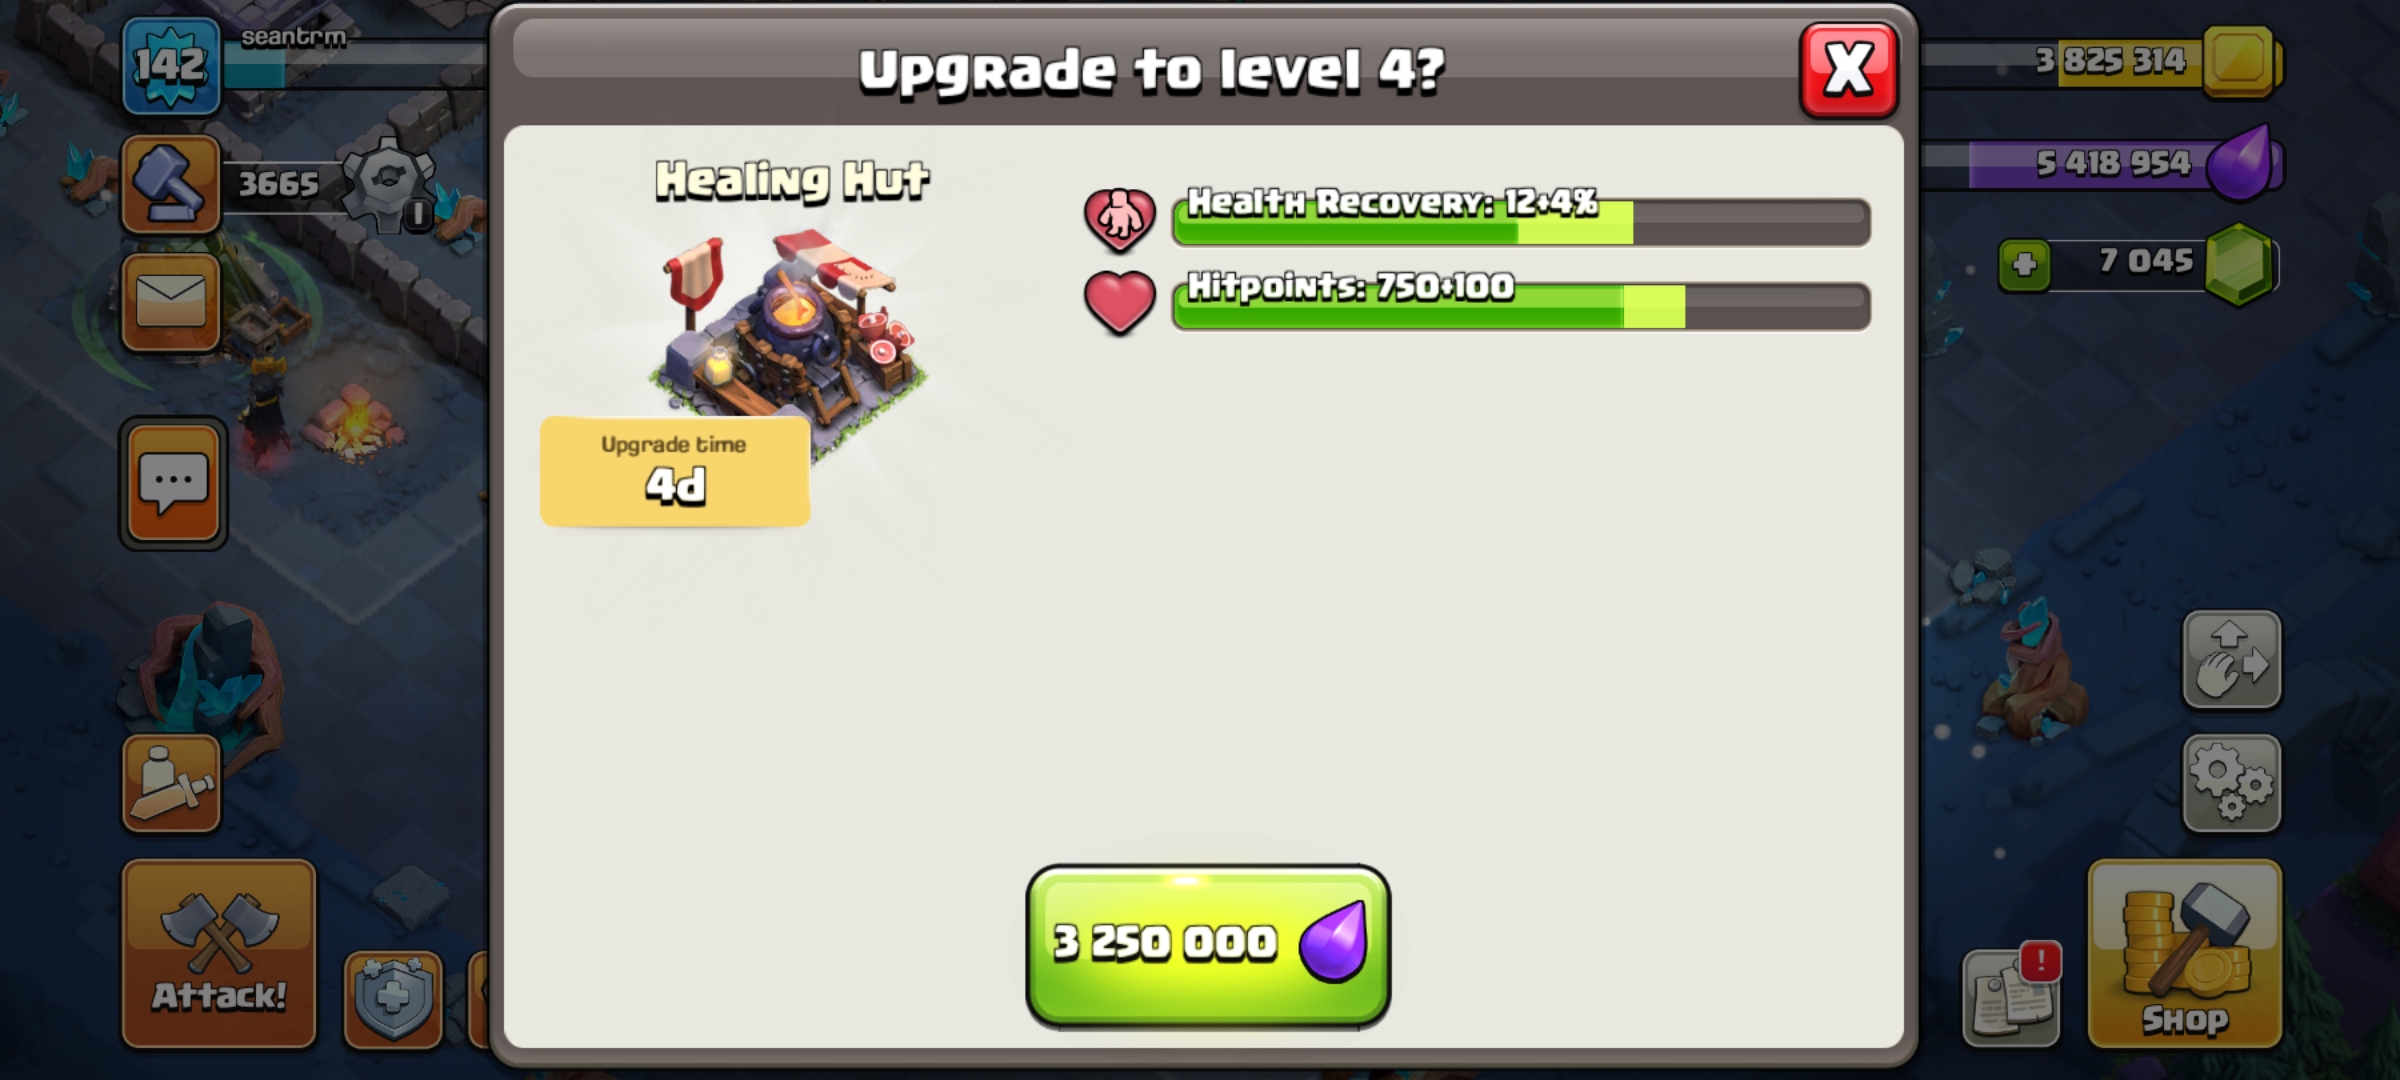 142
seantrm
3665
Upgrade to level 4?
X
Healing Hut
Health Recovery: 12+4%
Hitpoints: 750+100
Upgrade time
4d
3 250 000
3 825 314
5 418 954
7 045
Attack!
!
Shop